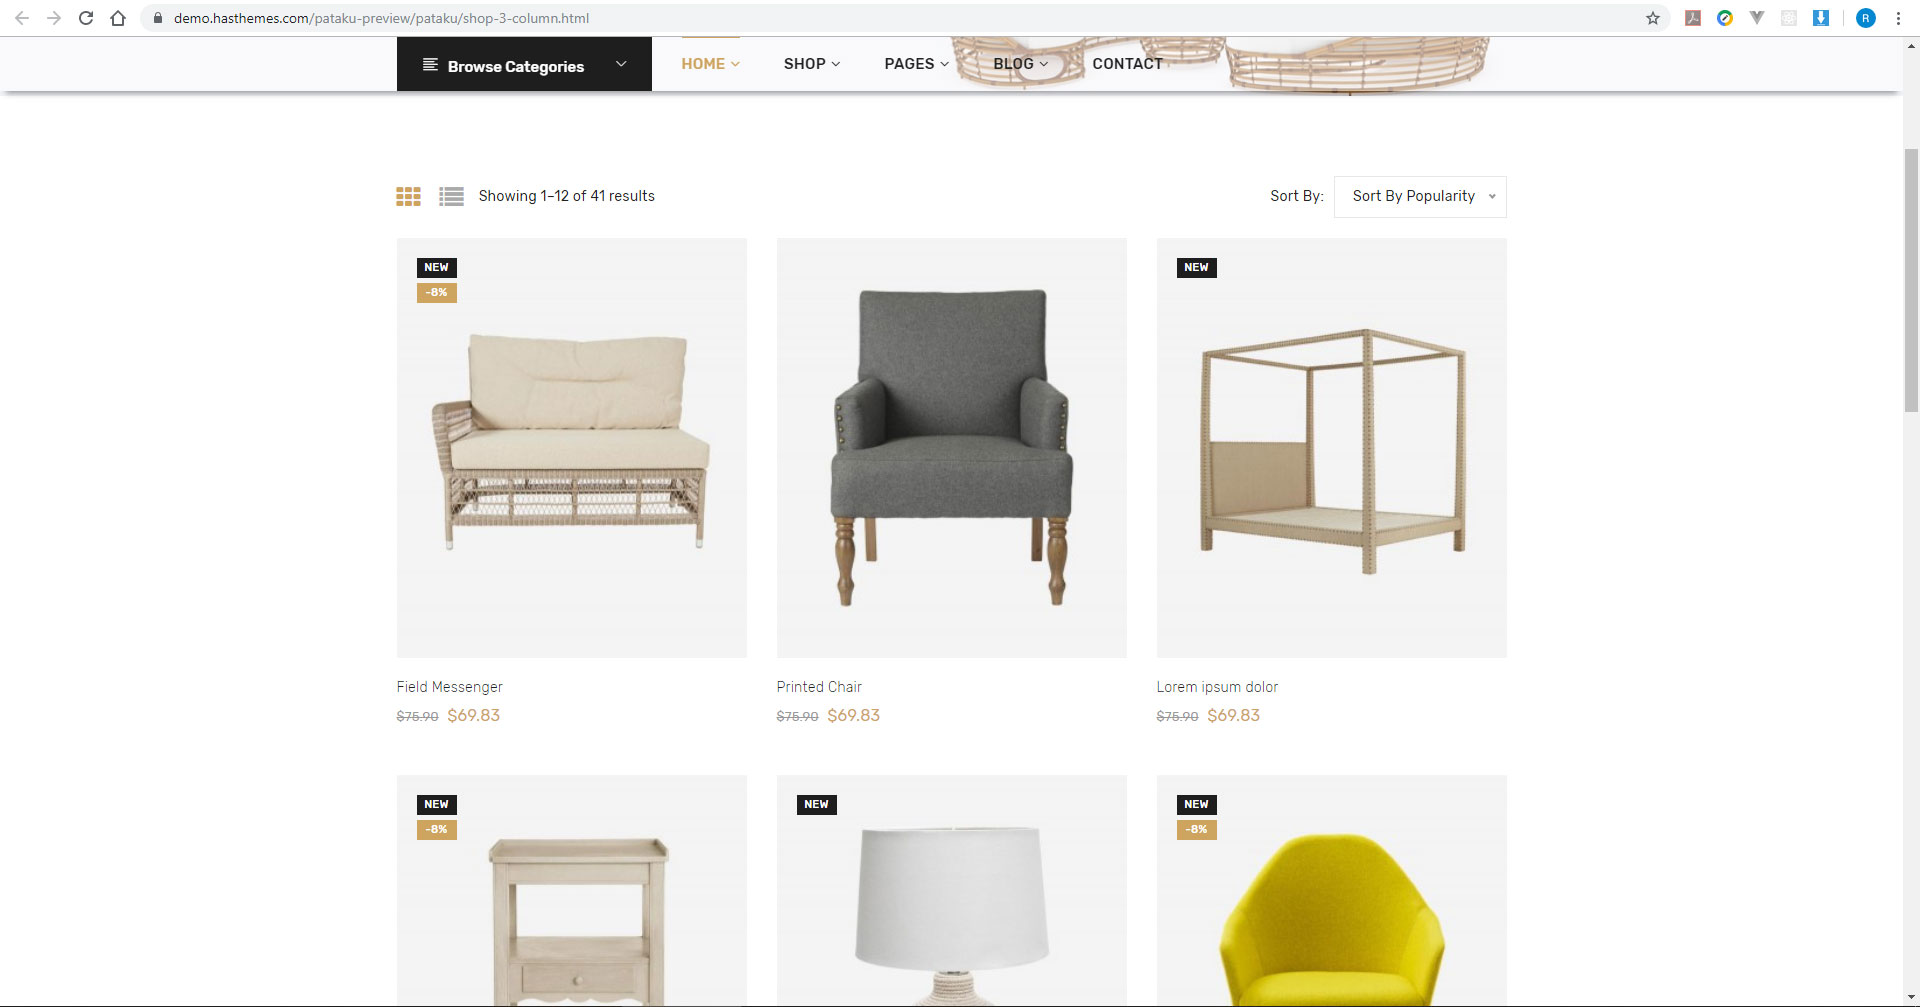 demo.hasthemes.com/pataku-preview/pataku/shop-3-column.html
R
Browse Categories
HOME SHOP PAGES BLOG CONTACT
Showing 1–12 of 41 results
Sort By: Sort By Popularity
NEW
-8%
NEW
Field Messenger
$75.90 $69.83
Printed Chair
$75.90 $69.83
Lorem ipsum dolor
$75.90 $69.83
NEW
-8%
NEW
NEW
-8%